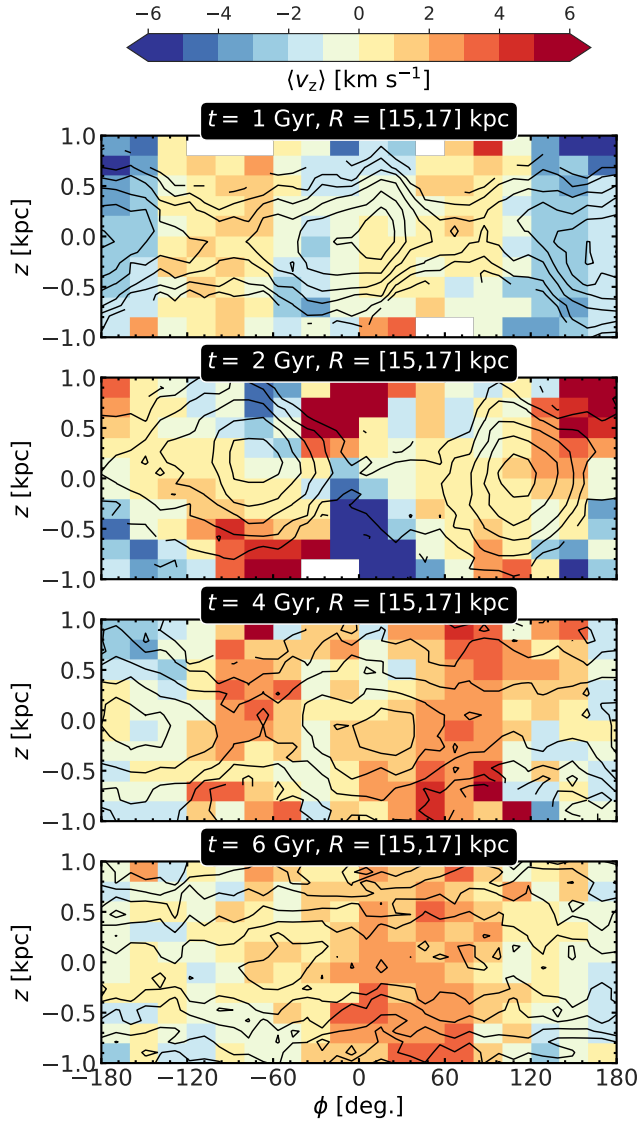 −6 −4 −2 0 2 4 6
⟨v_z⟩ [km s⁻¹]
t = 1 Gyr, R = [15,17] kpc
1.0
0.5
0.0
−0.5
−1.0
z [kpc]
t = 2 Gyr, R = [15,17] kpc
1.0
0.5
0.0
−0.5
−1.0
z [kpc]
t = 4 Gyr, R = [15,17] kpc
1.0
0.5
0.0
−0.5
−1.0
z [kpc]
t = 6 Gyr, R = [15,17] kpc
1.0
0.5
0.0
−0.5
−1.0
z [kpc]
−180 −120 −60 0 60 120 180
ϕ [deg.]